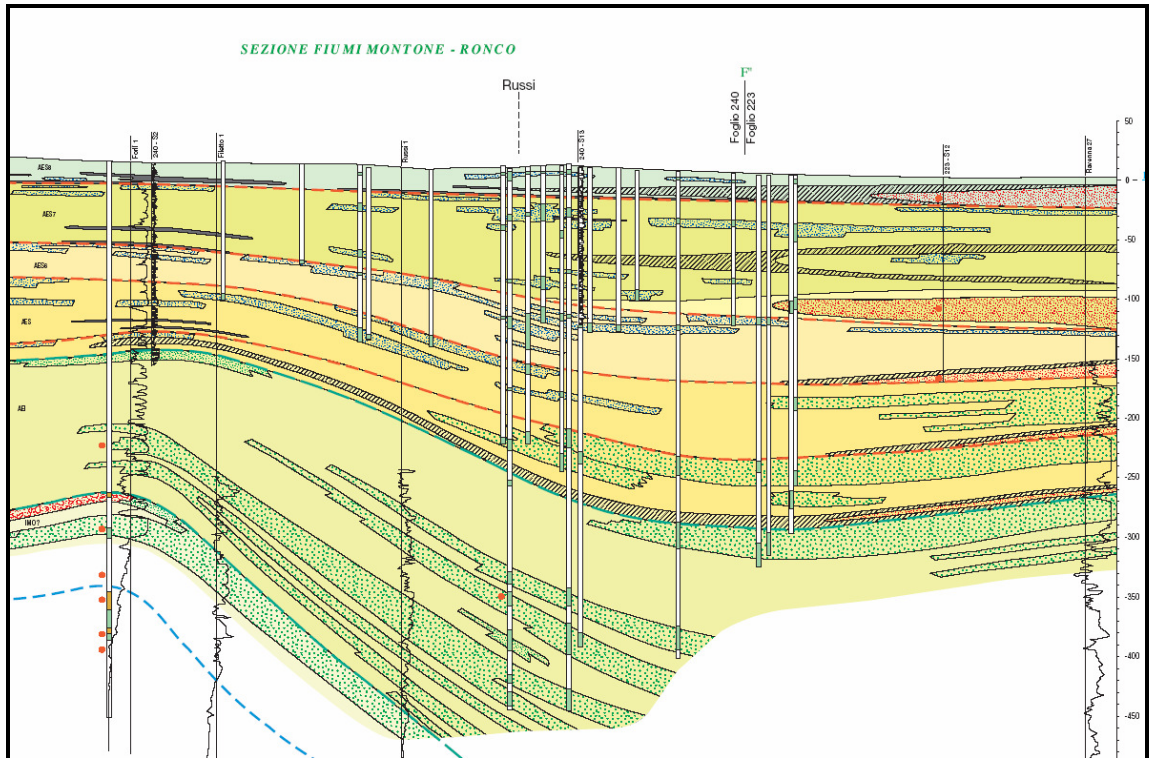 SEZIONE FIUMI MONTONE - RONCO
Russi
F'
Foglio 240
Foglio 223
Forlì 1
240 - S2
Filetto 1
Russi 1
240 - S13
223 - S12
Ravenna 27
AES8
AES7
AES6
AES
AEI
IMO?
50
0
-50
-100
-150
-200
-250
-300
-350
-400
-450